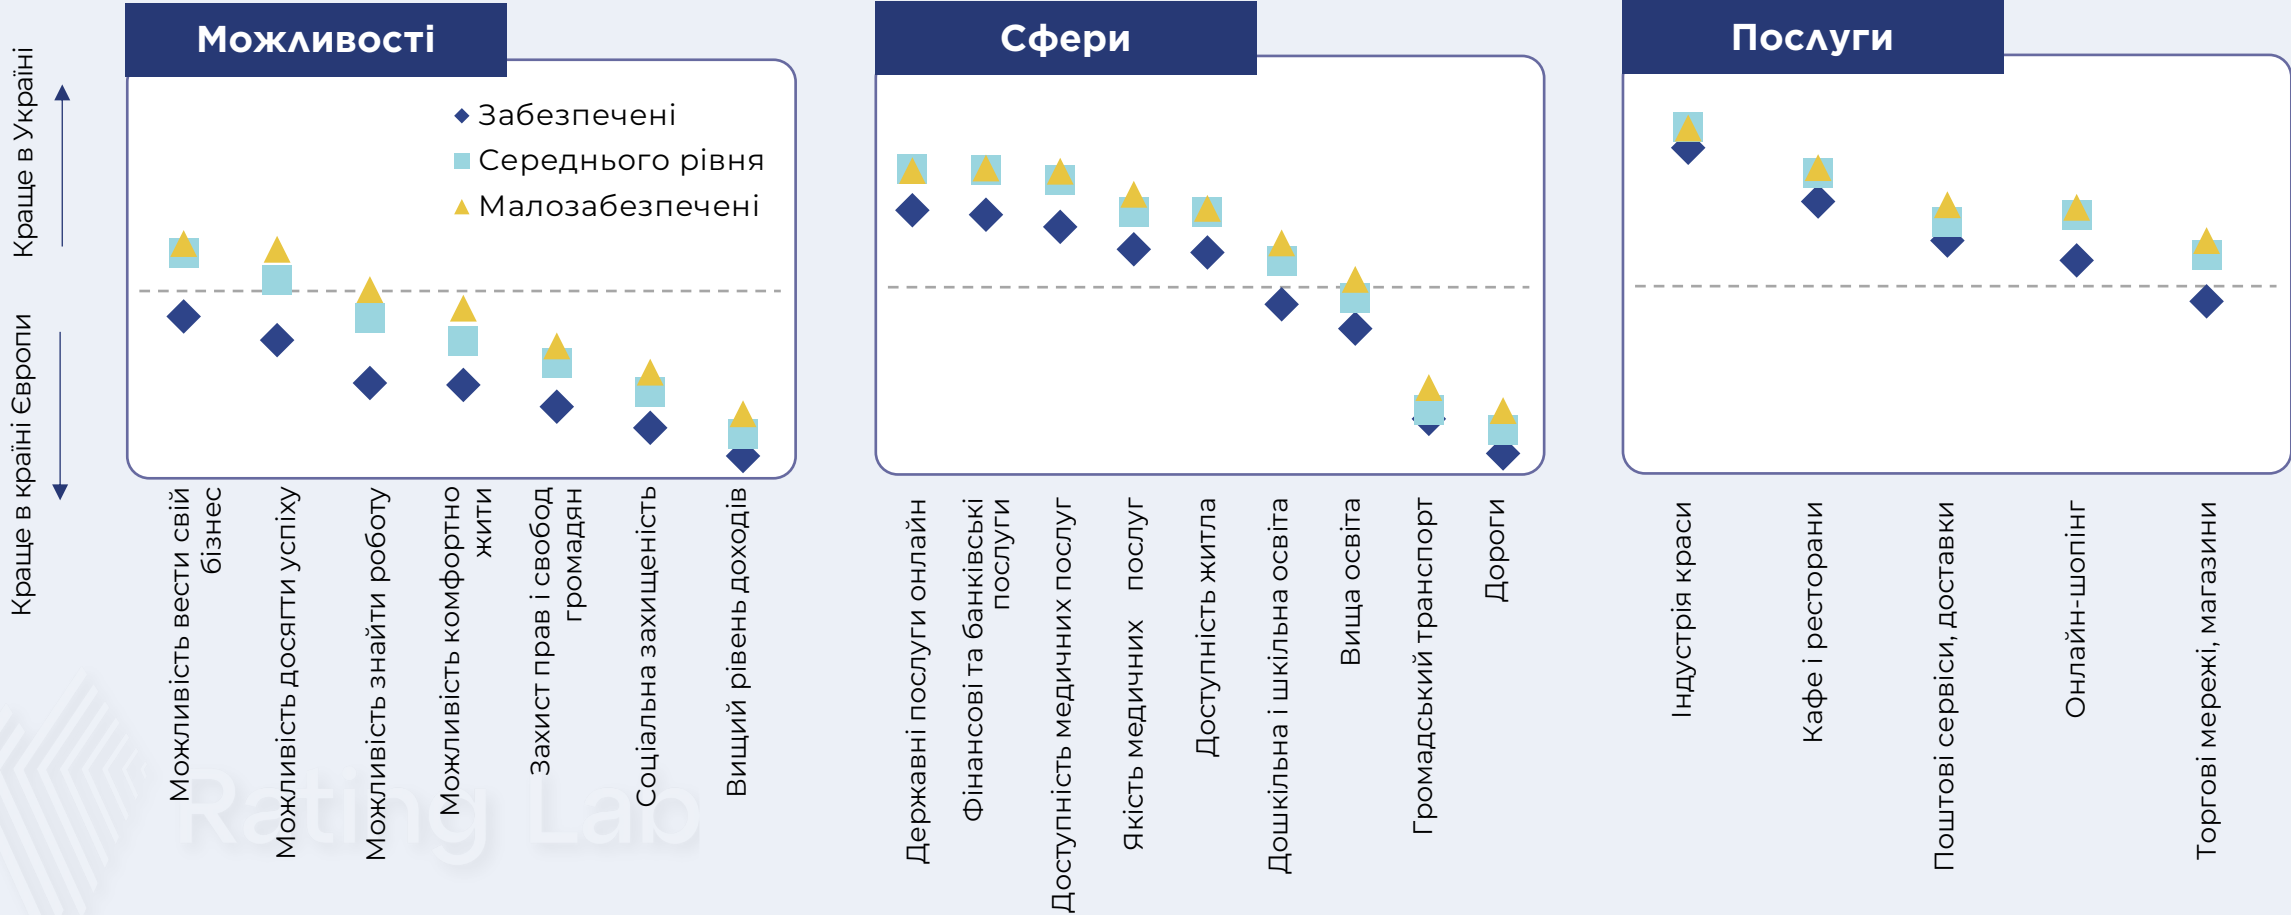 Можливості
Сфери
Послуги
Краще в Україні
Краще в країні Європи
Забезпечені
Середнього рівня
Малозабезпечені
Можливість вести свій
бізнес
Можливість досягти успіху
Можливість знайти роботу
Можливість комфортно
жити
Захист прав і свобод
громадян
Соціальна захищеність
Вищий рівень доходів
Державні послуги онлайн
Фінансові та банківські
послуги
Доступність медичних послуг
Якість медичних послуг
Доступність житла
Дошкільна і шкільна освіта
Вища освіта
Громадський транспорт
Дороги
Індустрія краси
Кафе і ресторани
Поштові сервіси, доставки
Онлайн-шопінг
Торгові мережі, магазини
Rating Lab